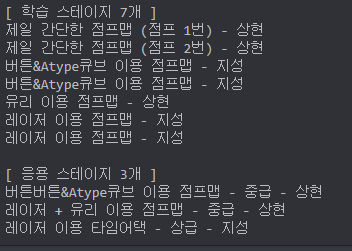 [ 학습 스테이지 7개 ]
제일 간단한 점프맵 (점프 1번) - 상현
제일 간단한 점프맵 (점프 2번) - 상현
버튼&Atype큐브 이용 점프맵 - 지성
버튼&Atype큐브 이용 점프맵 - 지성
유리 이용 점프맵 - 상현
레이저 이용 점프맵 - 지성
레이저 이용 점프맵 - 지성
[ 응용 스테이지 3개 ]
버튼버튼&Atype큐브 이용 점프맵 - 중급 - 상현
레이저 + 유리 이용 점프맵 - 중급 - 상현
레이저 이용 타임어택 - 상급 - 지성